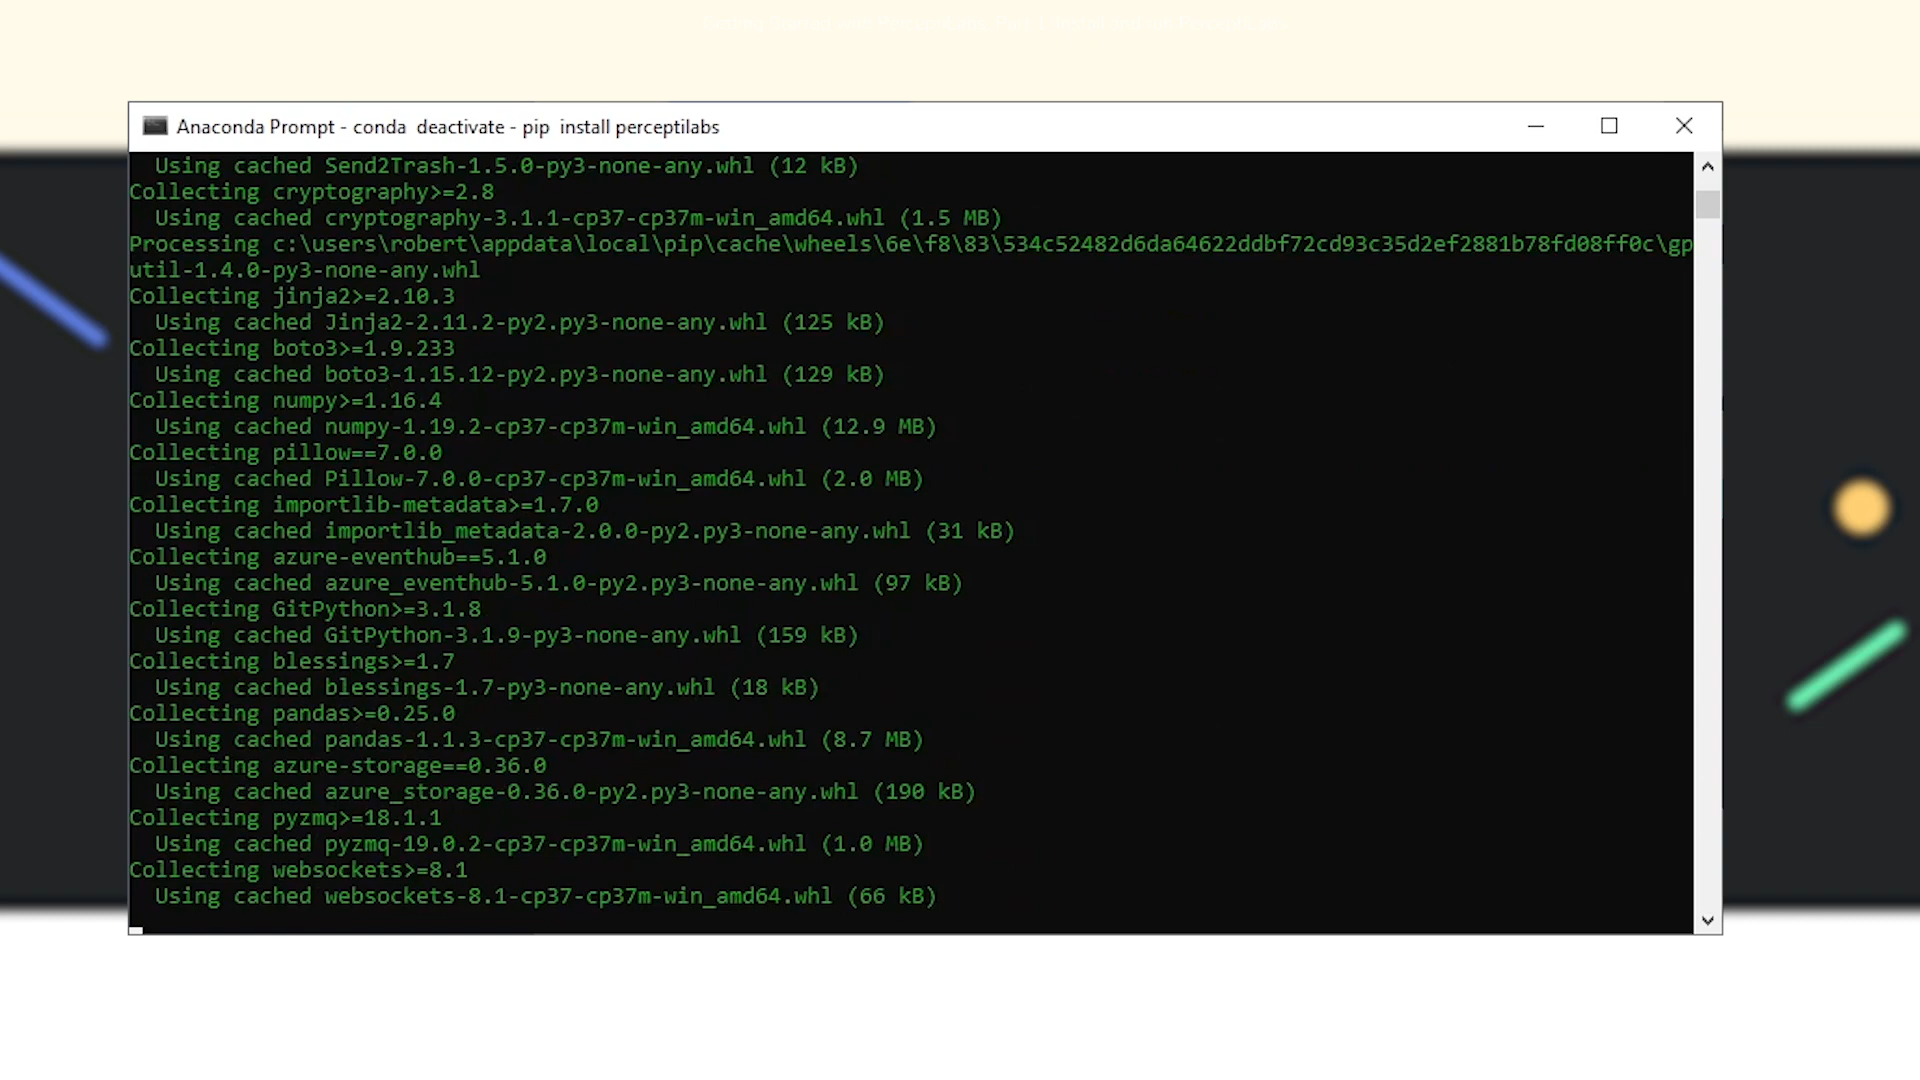 Anaconda Prompt - conda  deactivate - pip  install perceptilabs
  Using cached Send2Trash-1.5.0-py3-none-any.whl (12 kB)
Collecting cryptography>=2.8
  Using cached cryptography-3.1.1-cp37-cp37m-win_amd64.whl (1.5 MB)
Processing c:\users\robert\appdata\local\pip\cache\wheels\6e\f8\83\534c52482d6da64622ddbf72cd93c35d2ef2881b78fd08ff0c\gp
util-1.4.0-py3-none-any.whl
Collecting jinja2>=2.10.3
  Using cached Jinja2-2.11.2-py2.py3-none-any.whl (125 kB)
Collecting boto3>=1.9.233
  Using cached boto3-1.15.12-py2.py3-none-any.whl (129 kB)
Collecting numpy>=1.16.4
  Using cached numpy-1.19.2-cp37-cp37m-win_amd64.whl (12.9 MB)
Collecting pillow==7.0.0
  Using cached Pillow-7.0.0-cp37-cp37m-win_amd64.whl (2.0 MB)
Collecting importlib-metadata>=1.7.0
  Using cached importlib_metadata-2.0.0-py2.py3-none-any.whl (31 kB)
Collecting azure-eventhub==5.1.0
  Using cached azure_eventhub-5.1.0-py2.py3-none-any.whl (97 kB)
Collecting GitPython>=3.1.8
  Using cached GitPython-3.1.9-py3-none-any.whl (159 kB)
Collecting blessings>=1.7
  Using cached blessings-1.7-py3-none-any.whl (18 kB)
Collecting pandas>=0.25.0
  Using cached pandas-1.1.3-cp37-cp37m-win_amd64.whl (8.7 MB)
Collecting azure-storage==0.36.0
  Using cached azure_storage-0.36.0-py2.py3-none-any.whl (190 kB)
Collecting pyzmq>=18.1.1
  Using cached pyzmq-19.0.2-cp37-cp37m-win_amd64.whl (1.0 MB)
Collecting websockets>=8.1
  Using cached websockets-8.1-cp37-cp37m-win_amd64.whl (66 kB)